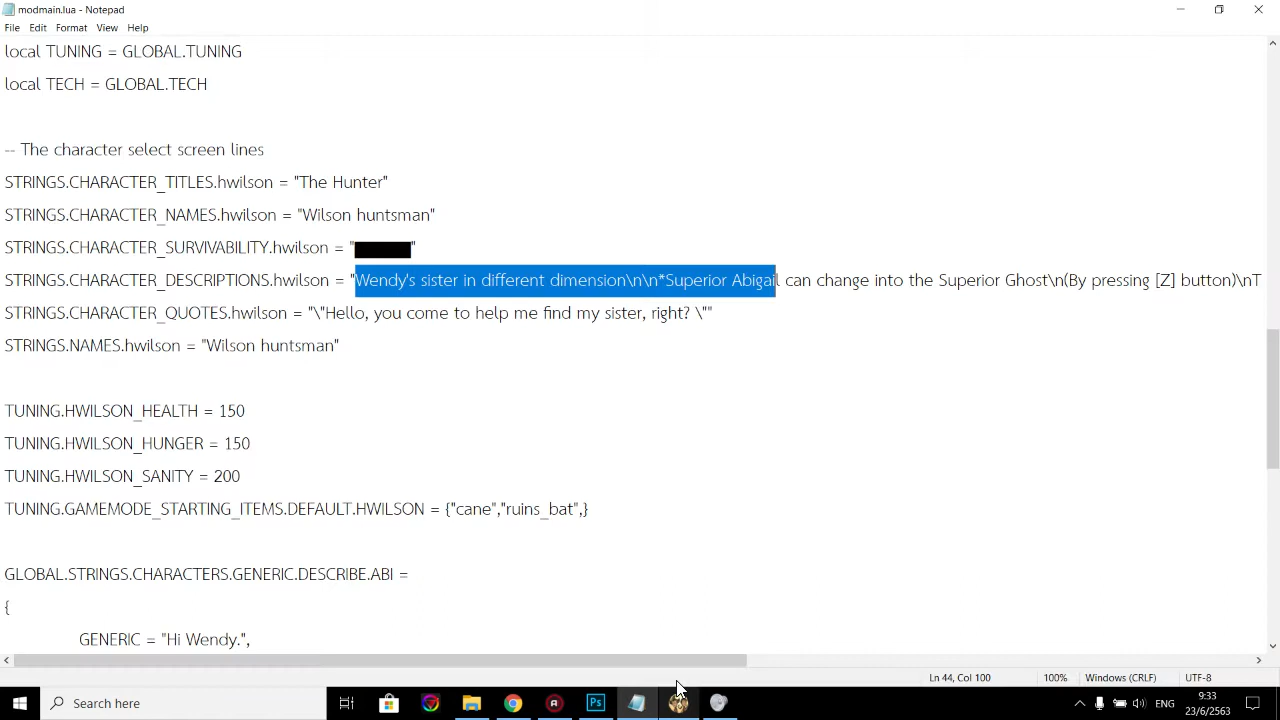 modmain.lua - Notepad
File Edit Format View Help
local TUNING = GLOBAL.TUNING
local TECH = GLOBAL.TECH
-- The character select screen lines
STRINGS.CHARACTER_TITLES.hwilson = "The Hunter"
STRINGS.CHARACTER_NAMES.hwilson = "Wilson huntsman"
STRINGS.CHARACTER_SURVIVABILITY.hwilson = " "
STRINGS.CHARACTER_DESCRIPTIONS.hwilson = "Wendy's sister in different dimension\n\n*Superior Abigail can change into the Superior Ghost\n(By pressing [Z] button)\nT
STRINGS.CHARACTER_QUOTES.hwilson = "\"Hello, you come to help me find my sister, right? \""
STRINGS.NAMES.hwilson = "Wilson huntsman"
TUNING.HWILSON_HEALTH = 150
TUNING.HWILSON_HUNGER = 150
TUNING.HWILSON_SANITY = 200
TUNING.GAMEMODE_STARTING_ITEMS.DEFAULT.HWILSON = {"cane","ruins_bat",}
GLOBAL.STRINGS.CHARACTERS.GENERIC.DESCRIBE.ABI =
{
GENERIC = "Hi Wendy.",
Ln 44, Col 100 100% Windows (CRLF) UTF-8
Search here Ps ENG 9:33
23/6/2563